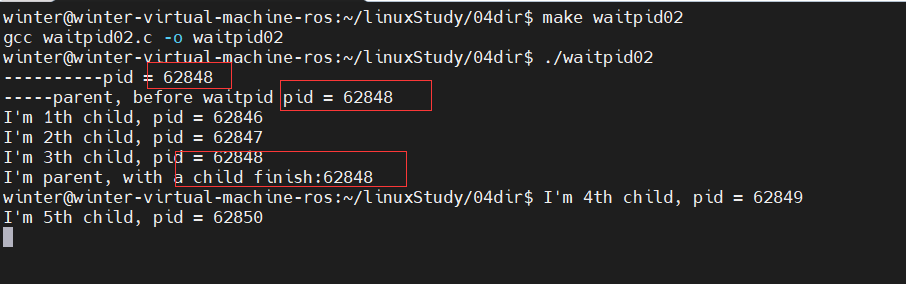 winter@winter-virtual-machine-ros:~/linuxStudy/04dir$ make waitpid02
gcc waitpid02.c -o waitpid02
winter@winter-virtual-machine-ros:~/linuxStudy/04dir$ ./waitpid02
----------pid = 62848
-----parent, before waitpid pid = 62848
I'm 1th child, pid = 62846
I'm 2th child, pid = 62847
I'm 3th child, pid = 62848
I'm parent, with a child finish:62848
winter@winter-virtual-machine-ros:~/linuxStudy/04dir$ I'm 4th child, pid = 62849
I'm 5th child, pid = 62850